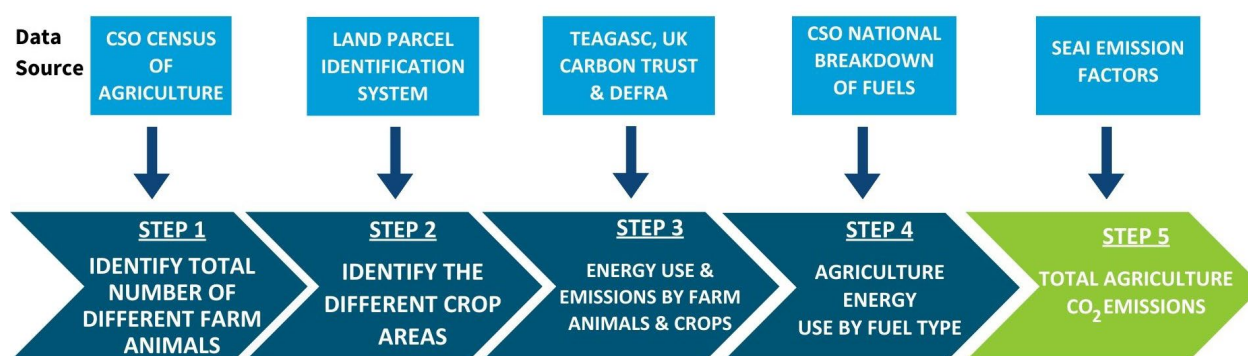 Data
Source
CSO CENSUS
OF
AGRICULTURE
LAND PARCEL
IDENTIFICATION
SYSTEM
TEAGASC, UK
CARBON TRUST
& DEFRA
CSO NATIONAL
BREAKDOWN
OF FUELS
SEAI EMISSION
FACTORS
STEP 1
IDENTIFY TOTAL
NUMBER OF
DIFFERENT FARM
ANIMALS
STEP 2
IDENTIFY THE
DIFFERENT CROP
AREAS
STEP 3
ENERGY USE &
EMISSIONS BY FARM
ANIMALS & CROPS
STEP 4
AGRICULTURE
ENERGY
USE BY FUEL TYPE
STEP 5
TOTAL AGRICULTURE
CO₂ EMISSIONS